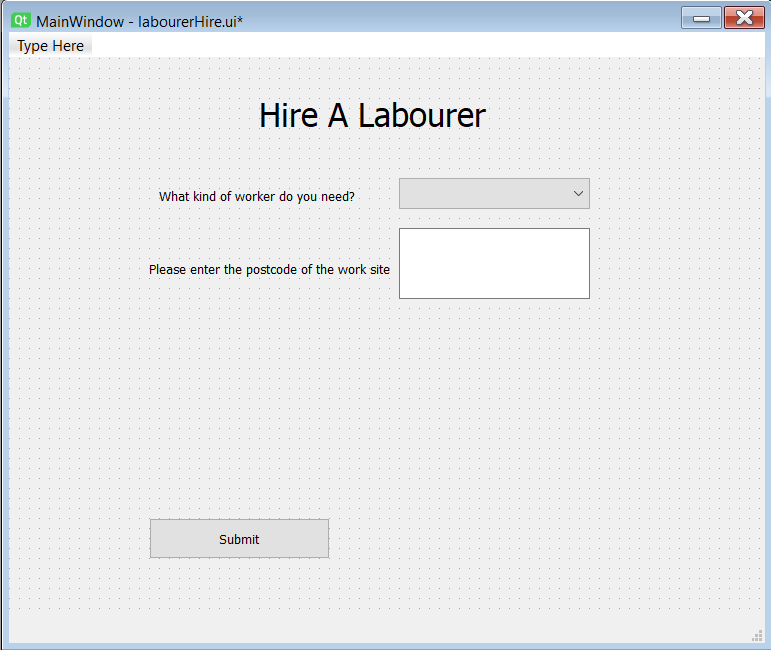 Qt MainWindow - labourerHire.ui*
Type Here
Hire A Labourer
What kind of worker do you need?
Please enter the postcode of the work site
Submit